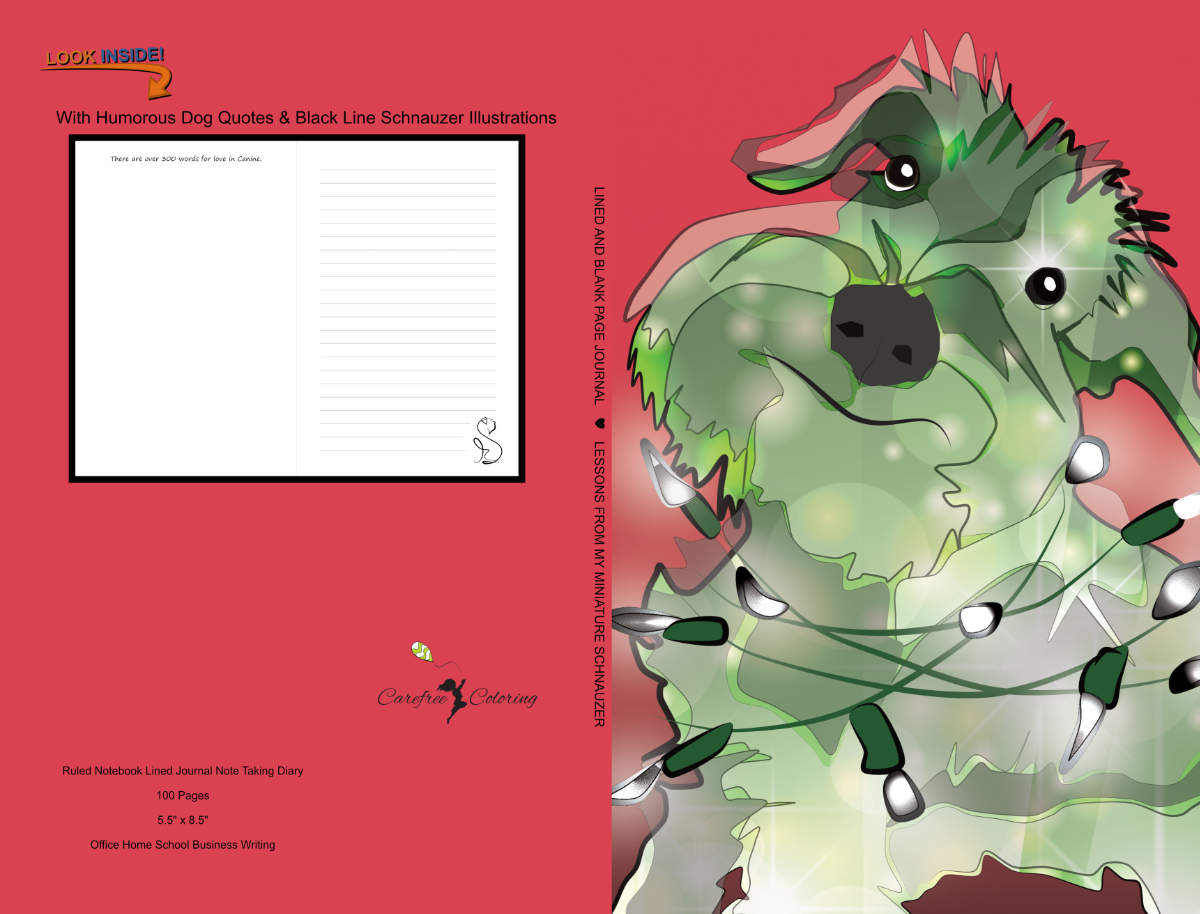 LOOK INSIDE!
With Humorous Dog Quotes & Black Line Schnauzer Illustrations
There are over 300 words for love in Canine.
Carefree Coloring
Ruled Notebook Lined Journal Note Taking Diary
100 Pages
5.5" x 8.5"
Office Home School Business Writing
LINED AND BLANK PAGE JOURNAL ♥ LESSONS FROM MY MINIATURE SCHNAUZER